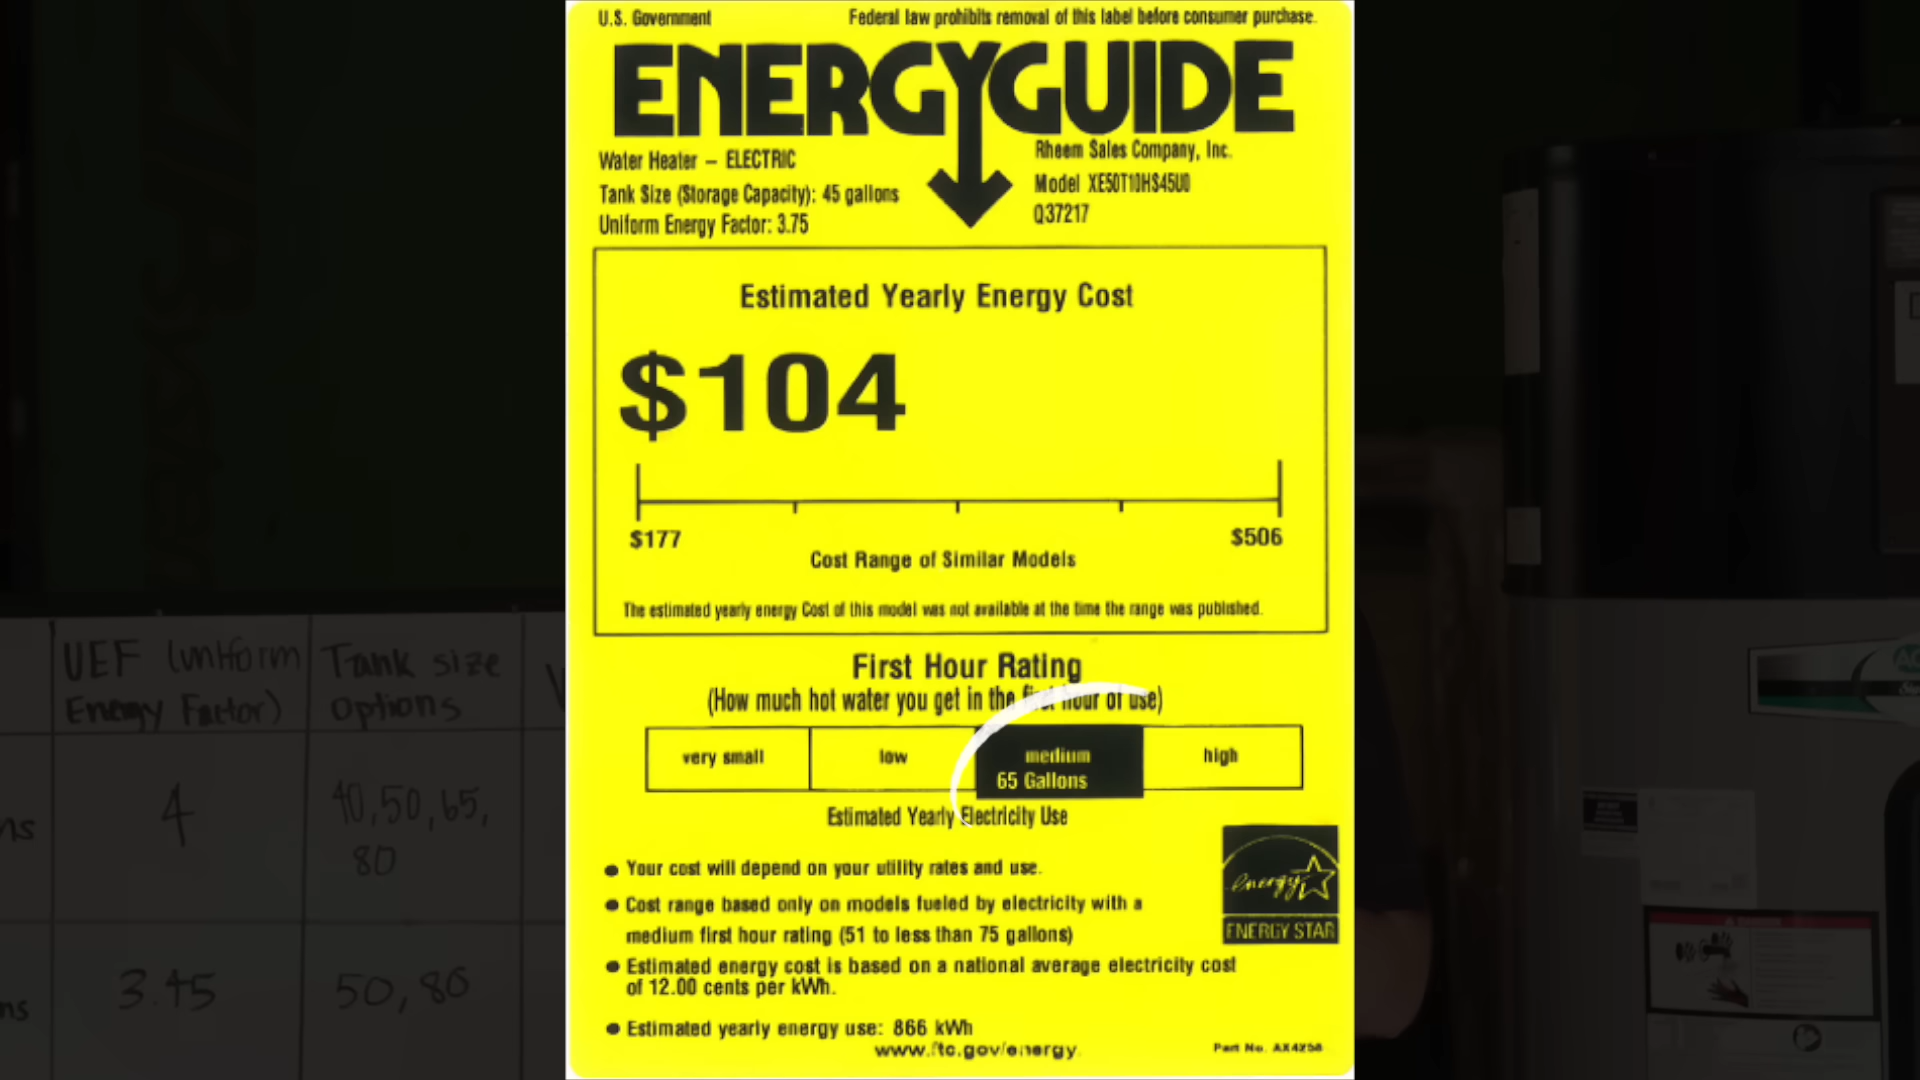 U.S. Government
Federal law prohibits removal of this label before consumer purchase.
ENERGYGUIDE
Water Heater – ELECTRIC
Tank Size (Storage Capacity): 45 gallons
Uniform Energy Factor: 3.75
Rheem Sales Company, Inc.
Model XE50T10HS45U0
Q37217
Estimated Yearly Energy Cost
$104
$177
$506
Cost Range of Similar Models
The estimated yearly energy Cost of this model was not available at the time the range was published.
First Hour Rating
(How much hot water you get in the first hour of use)
very small
low
medium
65 Gallons
high
Estimated Yearly Electricity Use
● Your cost will depend on your utility rates and use.
● Cost range based only on models fueled by electricity with a
medium first hour rating (51 to less than 75 gallons)
● Estimated energy cost is based on a national average electricity cost
of 12.00 cents per kWh.
● Estimated yearly energy use: 866 kWh
www.ftc.gov/energy.
Part No. AX4258
energy
ENERGY STAR
UEF (uniform
Energy Factor)
Tank size
options
4
40, 50, 65,
80
3.45
50, 80